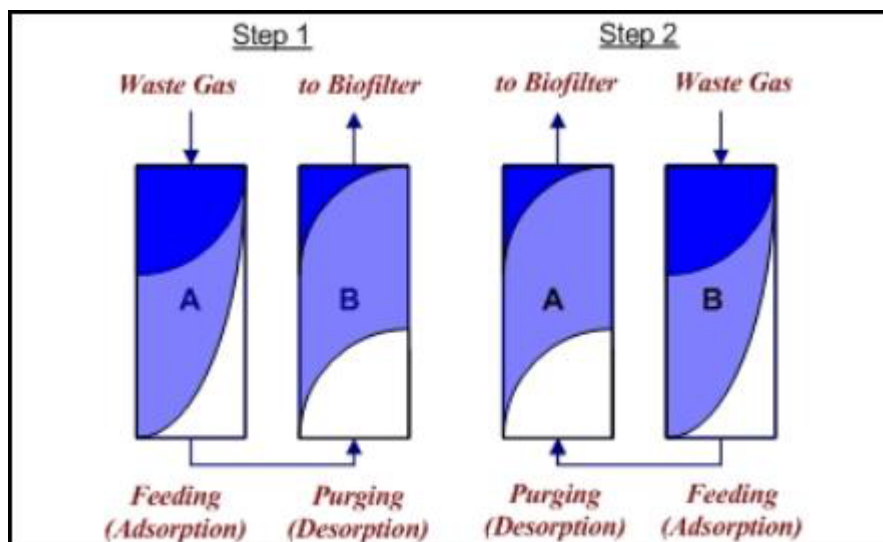 Step 1
Step 2
Waste Gas
to Biofilter
to Biofilter
Waste Gas
A
B
A
B
Feeding
(Adsorption)
Purging
(Desorption)
Purging
(Desorption)
Feeding
(Adsorption)